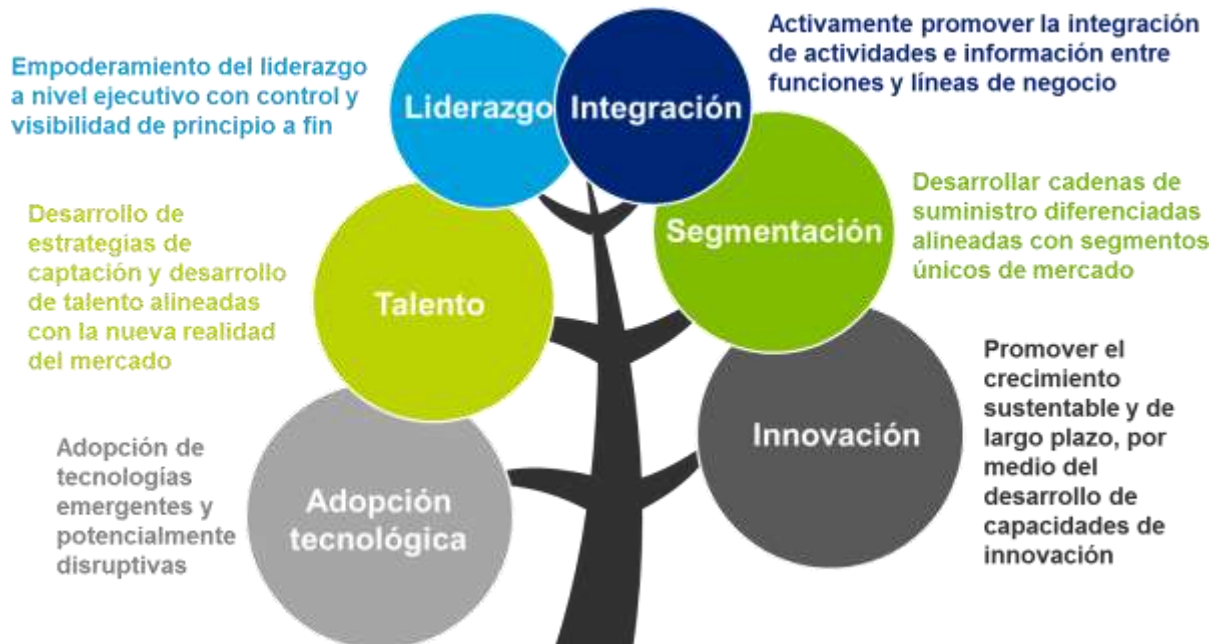 Empoderamiento del liderazgo
a nivel ejecutivo con control y
visibilidad de principio a fin
Liderazgo
Integración
Activamente promover la integración
de actividades e información entre
funciones y líneas de negocio
Desarrollo de
estrategias de
captación y desarrollo
de talento alineadas
con la nueva realidad
del mercado
Talento
Segmentación
Desarrollar cadenas de
suministro diferenciadas
alineadas con segmentos
únicos de mercado
Adopción de
tecnologías
emergentes y
potencialmente
disruptivas
Adopción
tecnológica
Innovación
Promover el
crecimiento
sustentable y de
largo plazo, por
medio del
desarrollo de
capacidades de
innovación